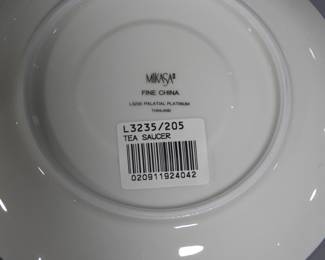 MIKASA
FINE CHINA
L3235 PALATIAL PLATINUM
THAILAND
L3235/205
TEA SAUCER
020911924042